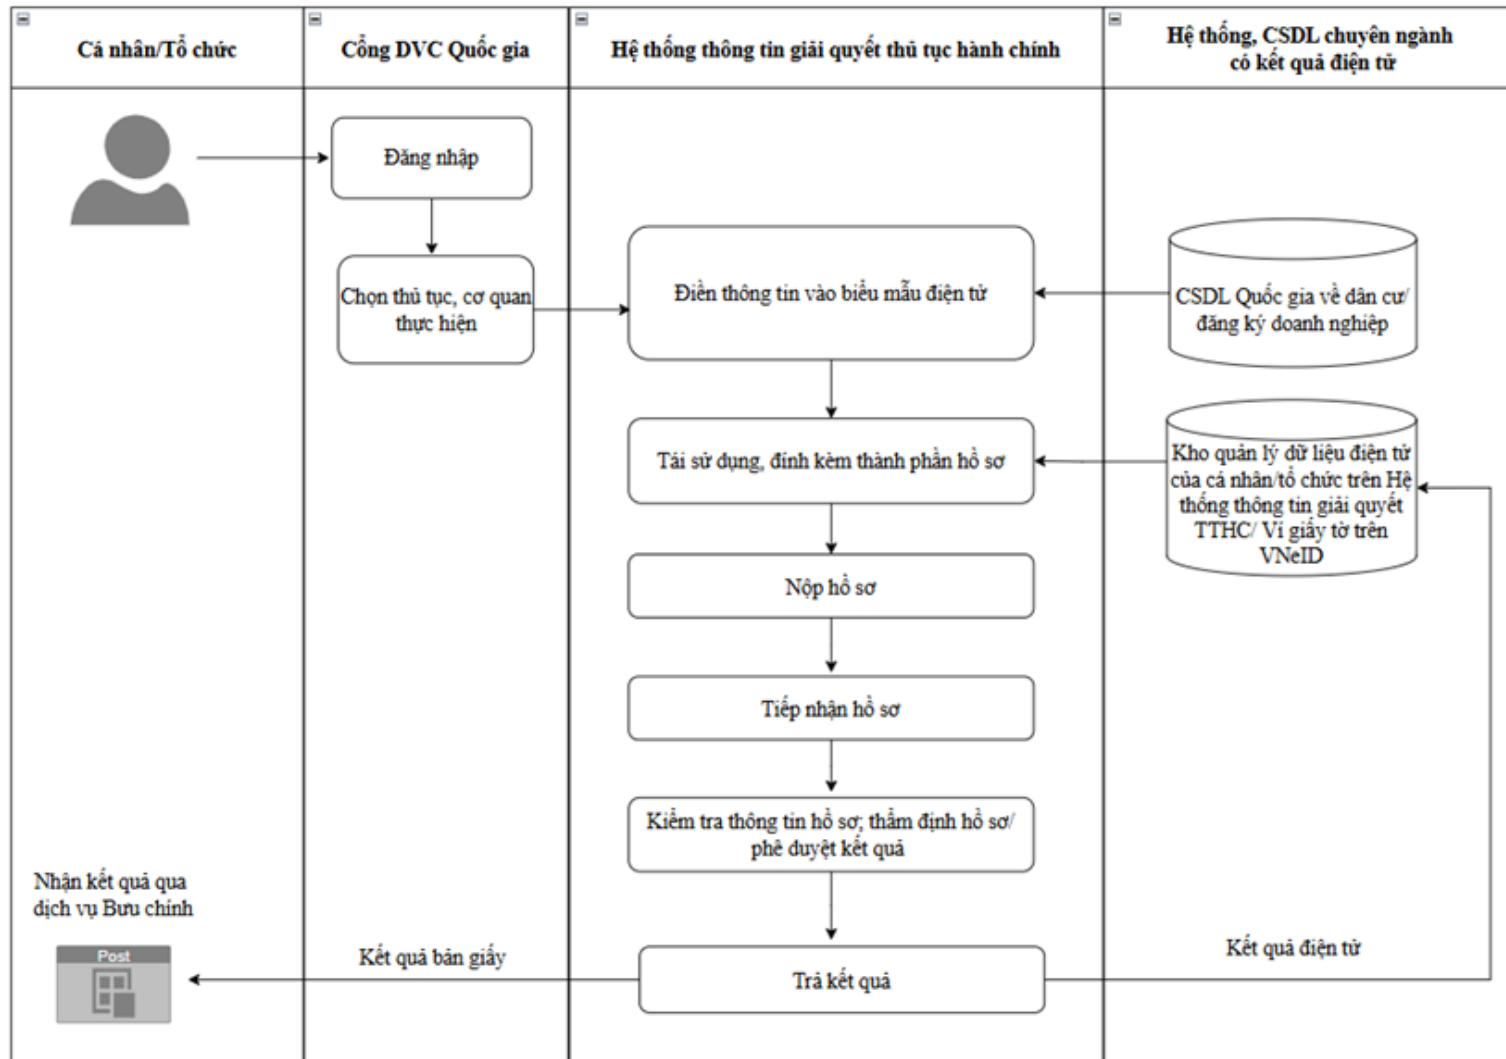 Cá nhân/Tổ chức
Cổng DVC Quốc gia
Hệ thống thông tin giải quyết thủ tục hành chính
Hệ thống, CSDL chuyên ngành
có kết quả điện tử
Đăng nhập
Chọn thủ tục, cơ quan
thực hiện
Điền thông tin vào biểu mẫu điện tử
CSDL Quốc gia về dân cư/
đăng ký doanh nghiệp
Tái sử dụng, đính kèm thành phần hồ sơ
Kho quản lý dữ liệu điện tử
của cá nhân/tổ chức trên Hệ
thống thông tin giải quyết
TTHC/ Ví giấy tờ trên
VNeID
Nộp hồ sơ
Tiếp nhận hồ sơ
Kiểm tra thông tin hồ sơ; thẩm định hồ sơ/
phê duyệt kết quả
Nhận kết quả qua
dịch vụ Bưu chính
Post
Kết quả bản giấy
Trả kết quả
Kết quả điện tử